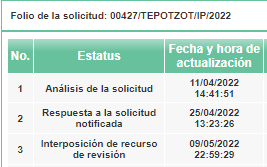 Folio de la solicitud: 00427/TEPOTZOT/IP/2022
No. Estatus Fecha y hora de
actualización
1 Análisis de la solicitud 11/04/2022
14:41:51
2 Respuesta a la solicitud
notificada 25/04/2022
13:23:26
3 Interposición de recurso
de revisión 09/05/2022
22:59:29